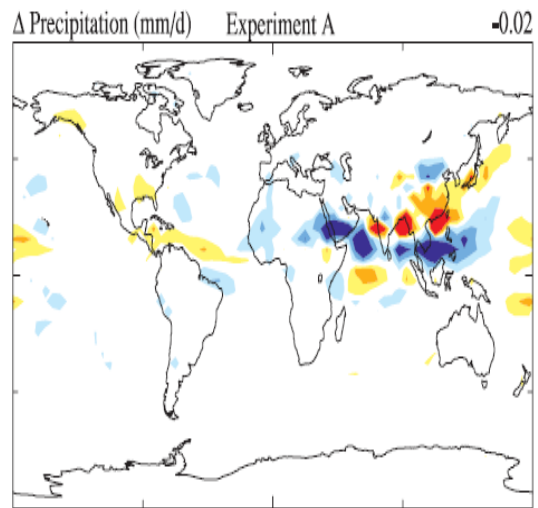 Δ Precipitation (mm/d) Experiment A -0.02